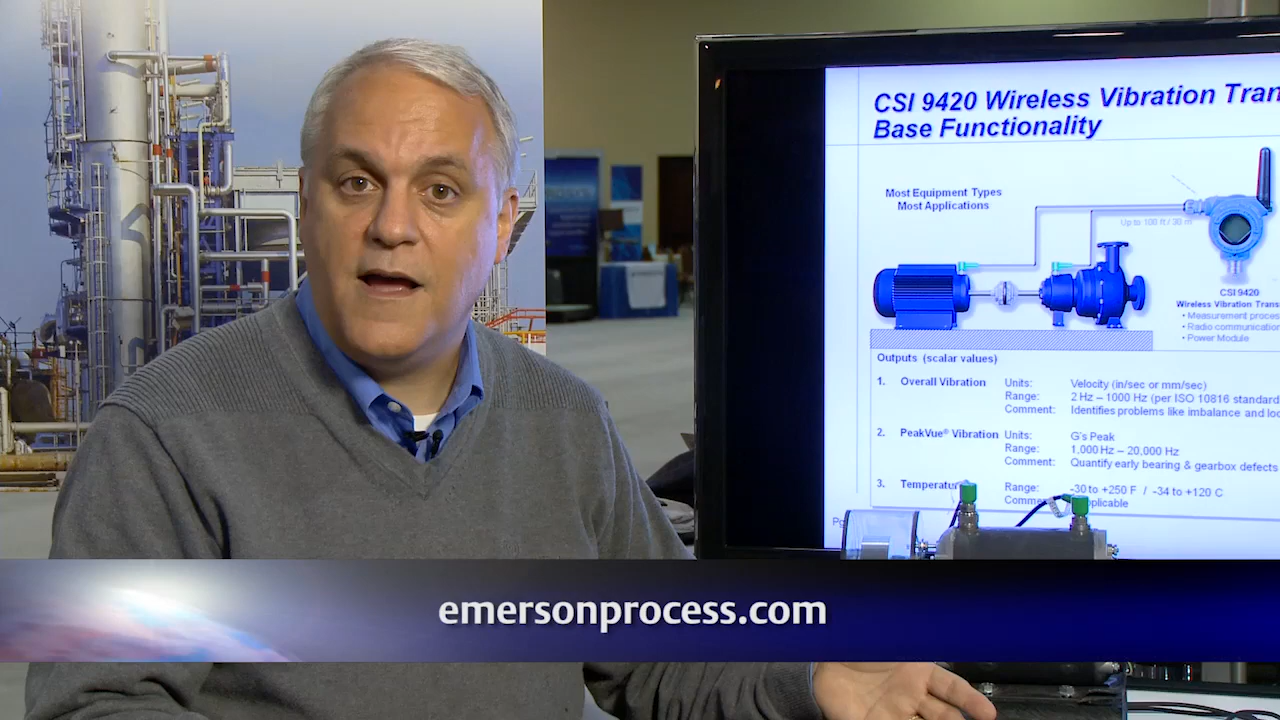 CSI 9420 Wireless Vibration Tran
Base Functionality
Most Equipment Types
Most Applications
Up to 100 ft / 30 m
CSI 9420
Wireless Vibration Trans
• Measurement proces
• Radio communicatio
• Power Module
Outputs (scalar values)
1. Overall Vibration Units: Velocity (in/sec or mm/sec)
Range: 2 Hz – 1000 Hz (per ISO 10816 standard
Comment: Identifies problems like imbalance and loo
2. PeakVue® Vibration Units: G's Peak
Range: 1,000 Hz – 20,000 Hz
Comment: Quantify early bearing & gearbox defects
3. Temperatu Range: -30 to +250 F / -34 to +120 C
Comme pplicable
Pg
emersonprocess.com